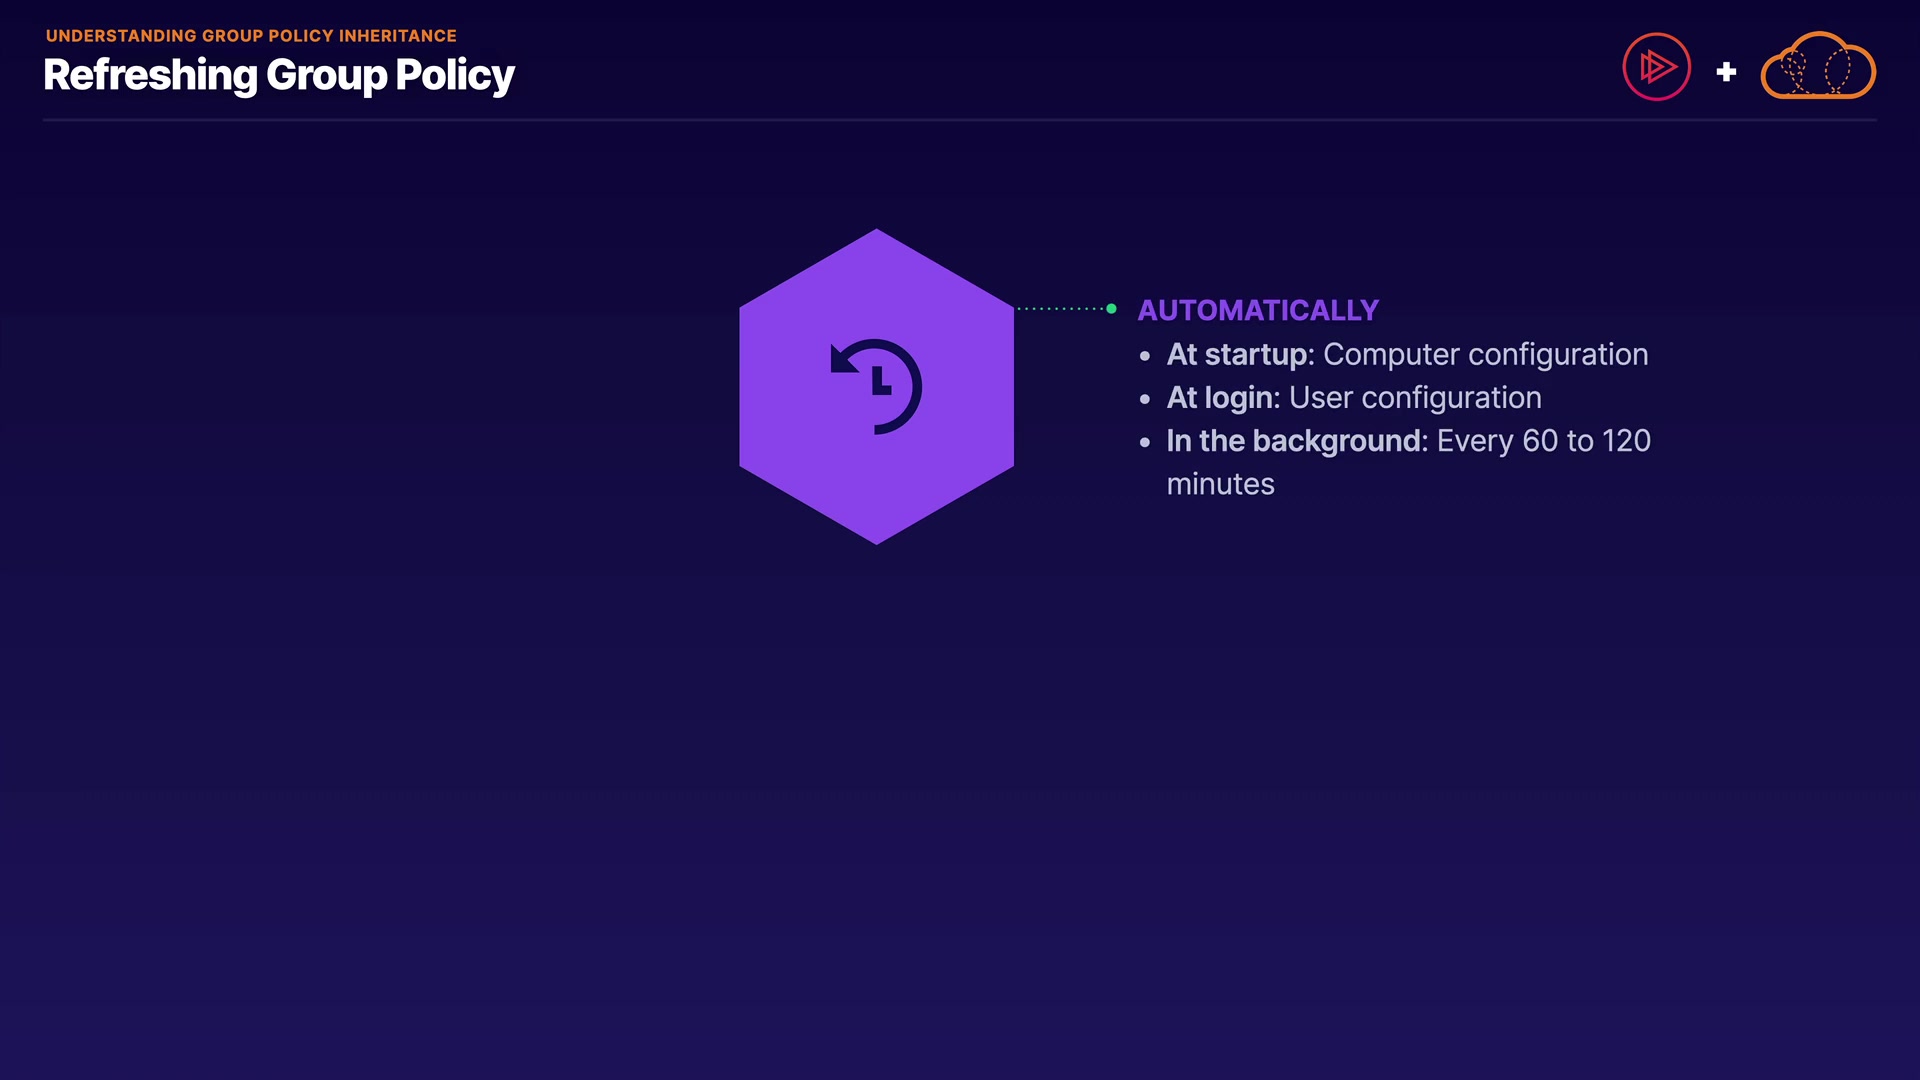 UNDERSTANDING GROUP POLICY INHERITANCE
Refreshing Group Policy
AUTOMATICALLY
• At startup: Computer configuration
• At login: User configuration
• In the background: Every 60 to 120
minutes